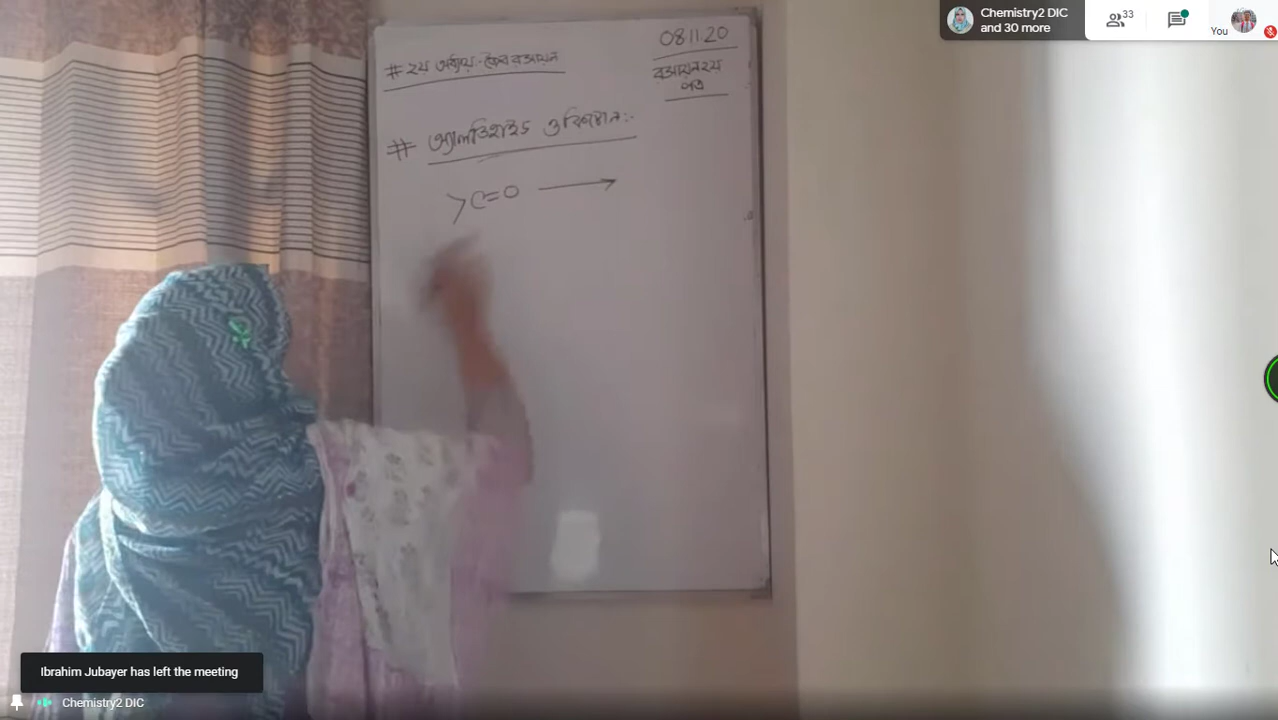 Chemistry2 DIC
and 30 more
33
You
08.11.20
রসায়ন ২য়
পত্র
# ২য় অধ্যায়:- জৈব রসায়ন
# অ্যালডিহাইড ও কিটোন:-
>C=O ⟶
Ibrahim Jubayer has left the meeting
Chemistry2 DIC